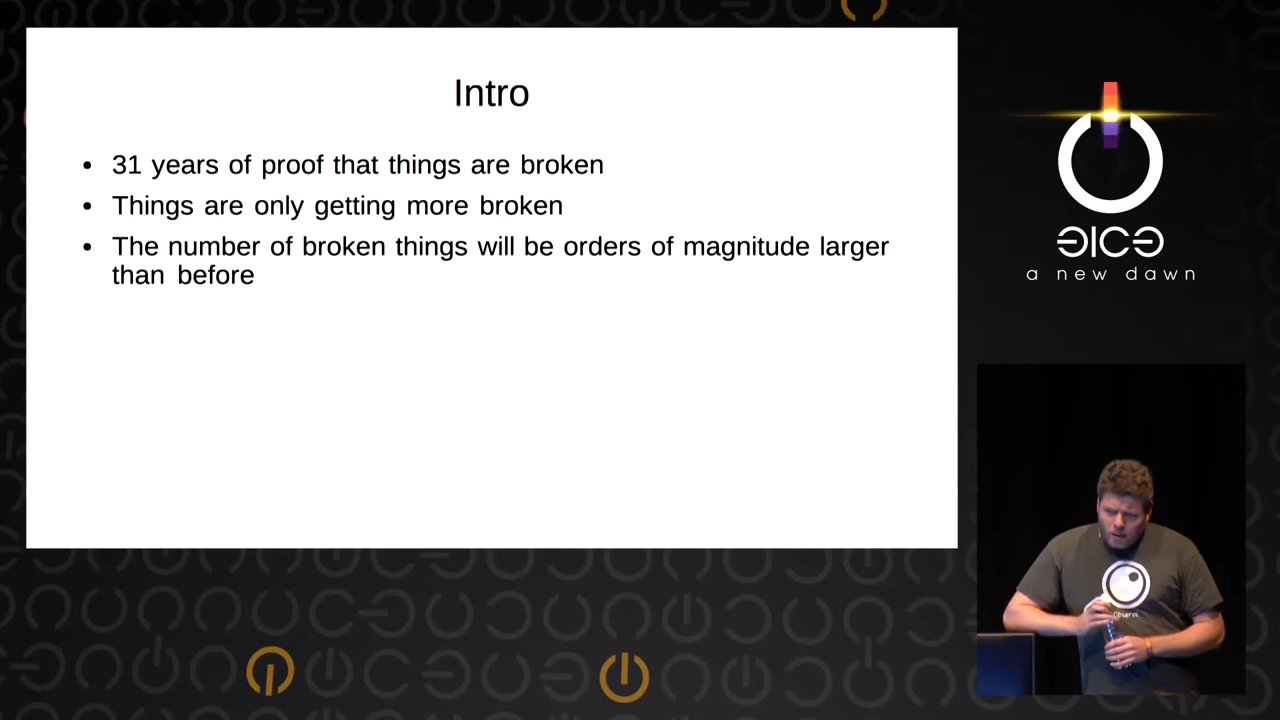 Intro
• 31 years of proof that things are broken
• Things are only getting more broken
• The number of broken things will be orders of magnitude larger
than before
a new dawn